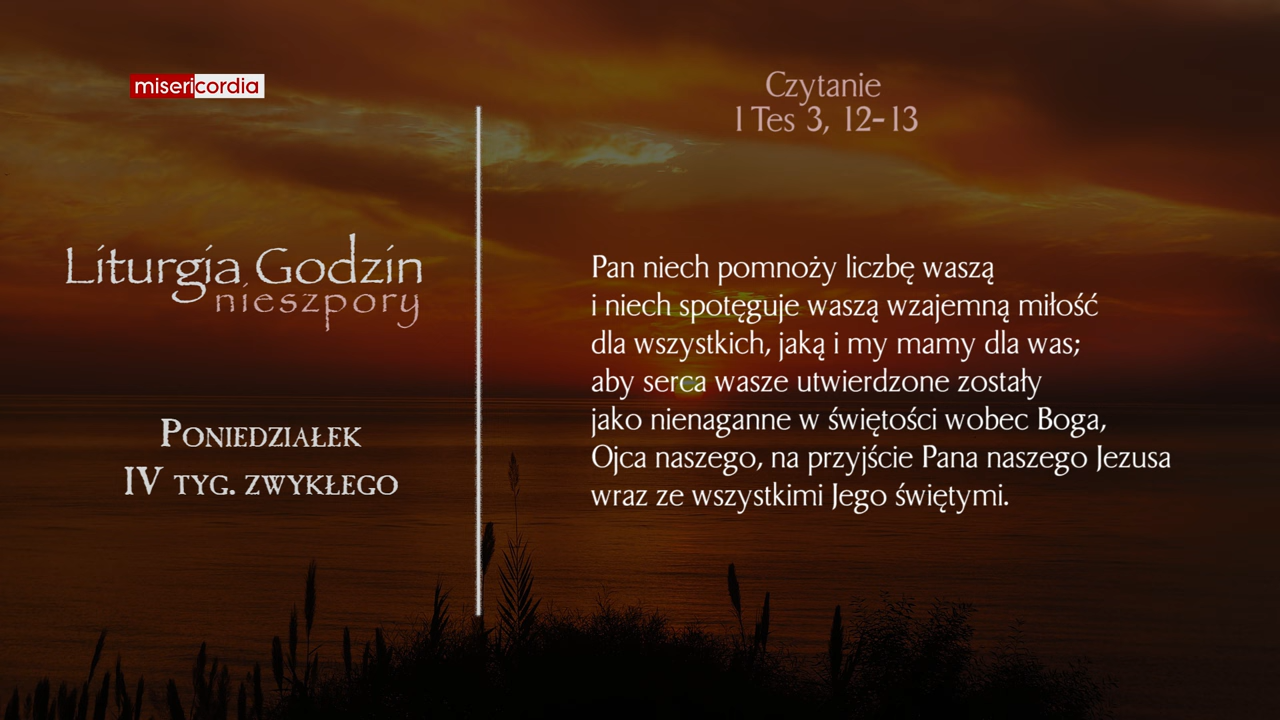 misericordia
Liturgia Godzin
nieszpory
Poniedziałek
IV tyg. zwykłego
Czytanie
1 Tes 3, 12-13
Pan niech pomnoży liczbę waszą
i niech spotęguje waszą wzajemną miłość
dla wszystkich, jaką i my mamy dla was;
aby serca wasze utwierdzone zostały
jako nienaganne w świętości wobec Boga,
Ojca naszego, na przyjście Pana naszego Jezusa
wraz ze wszystkimi Jego świętymi.